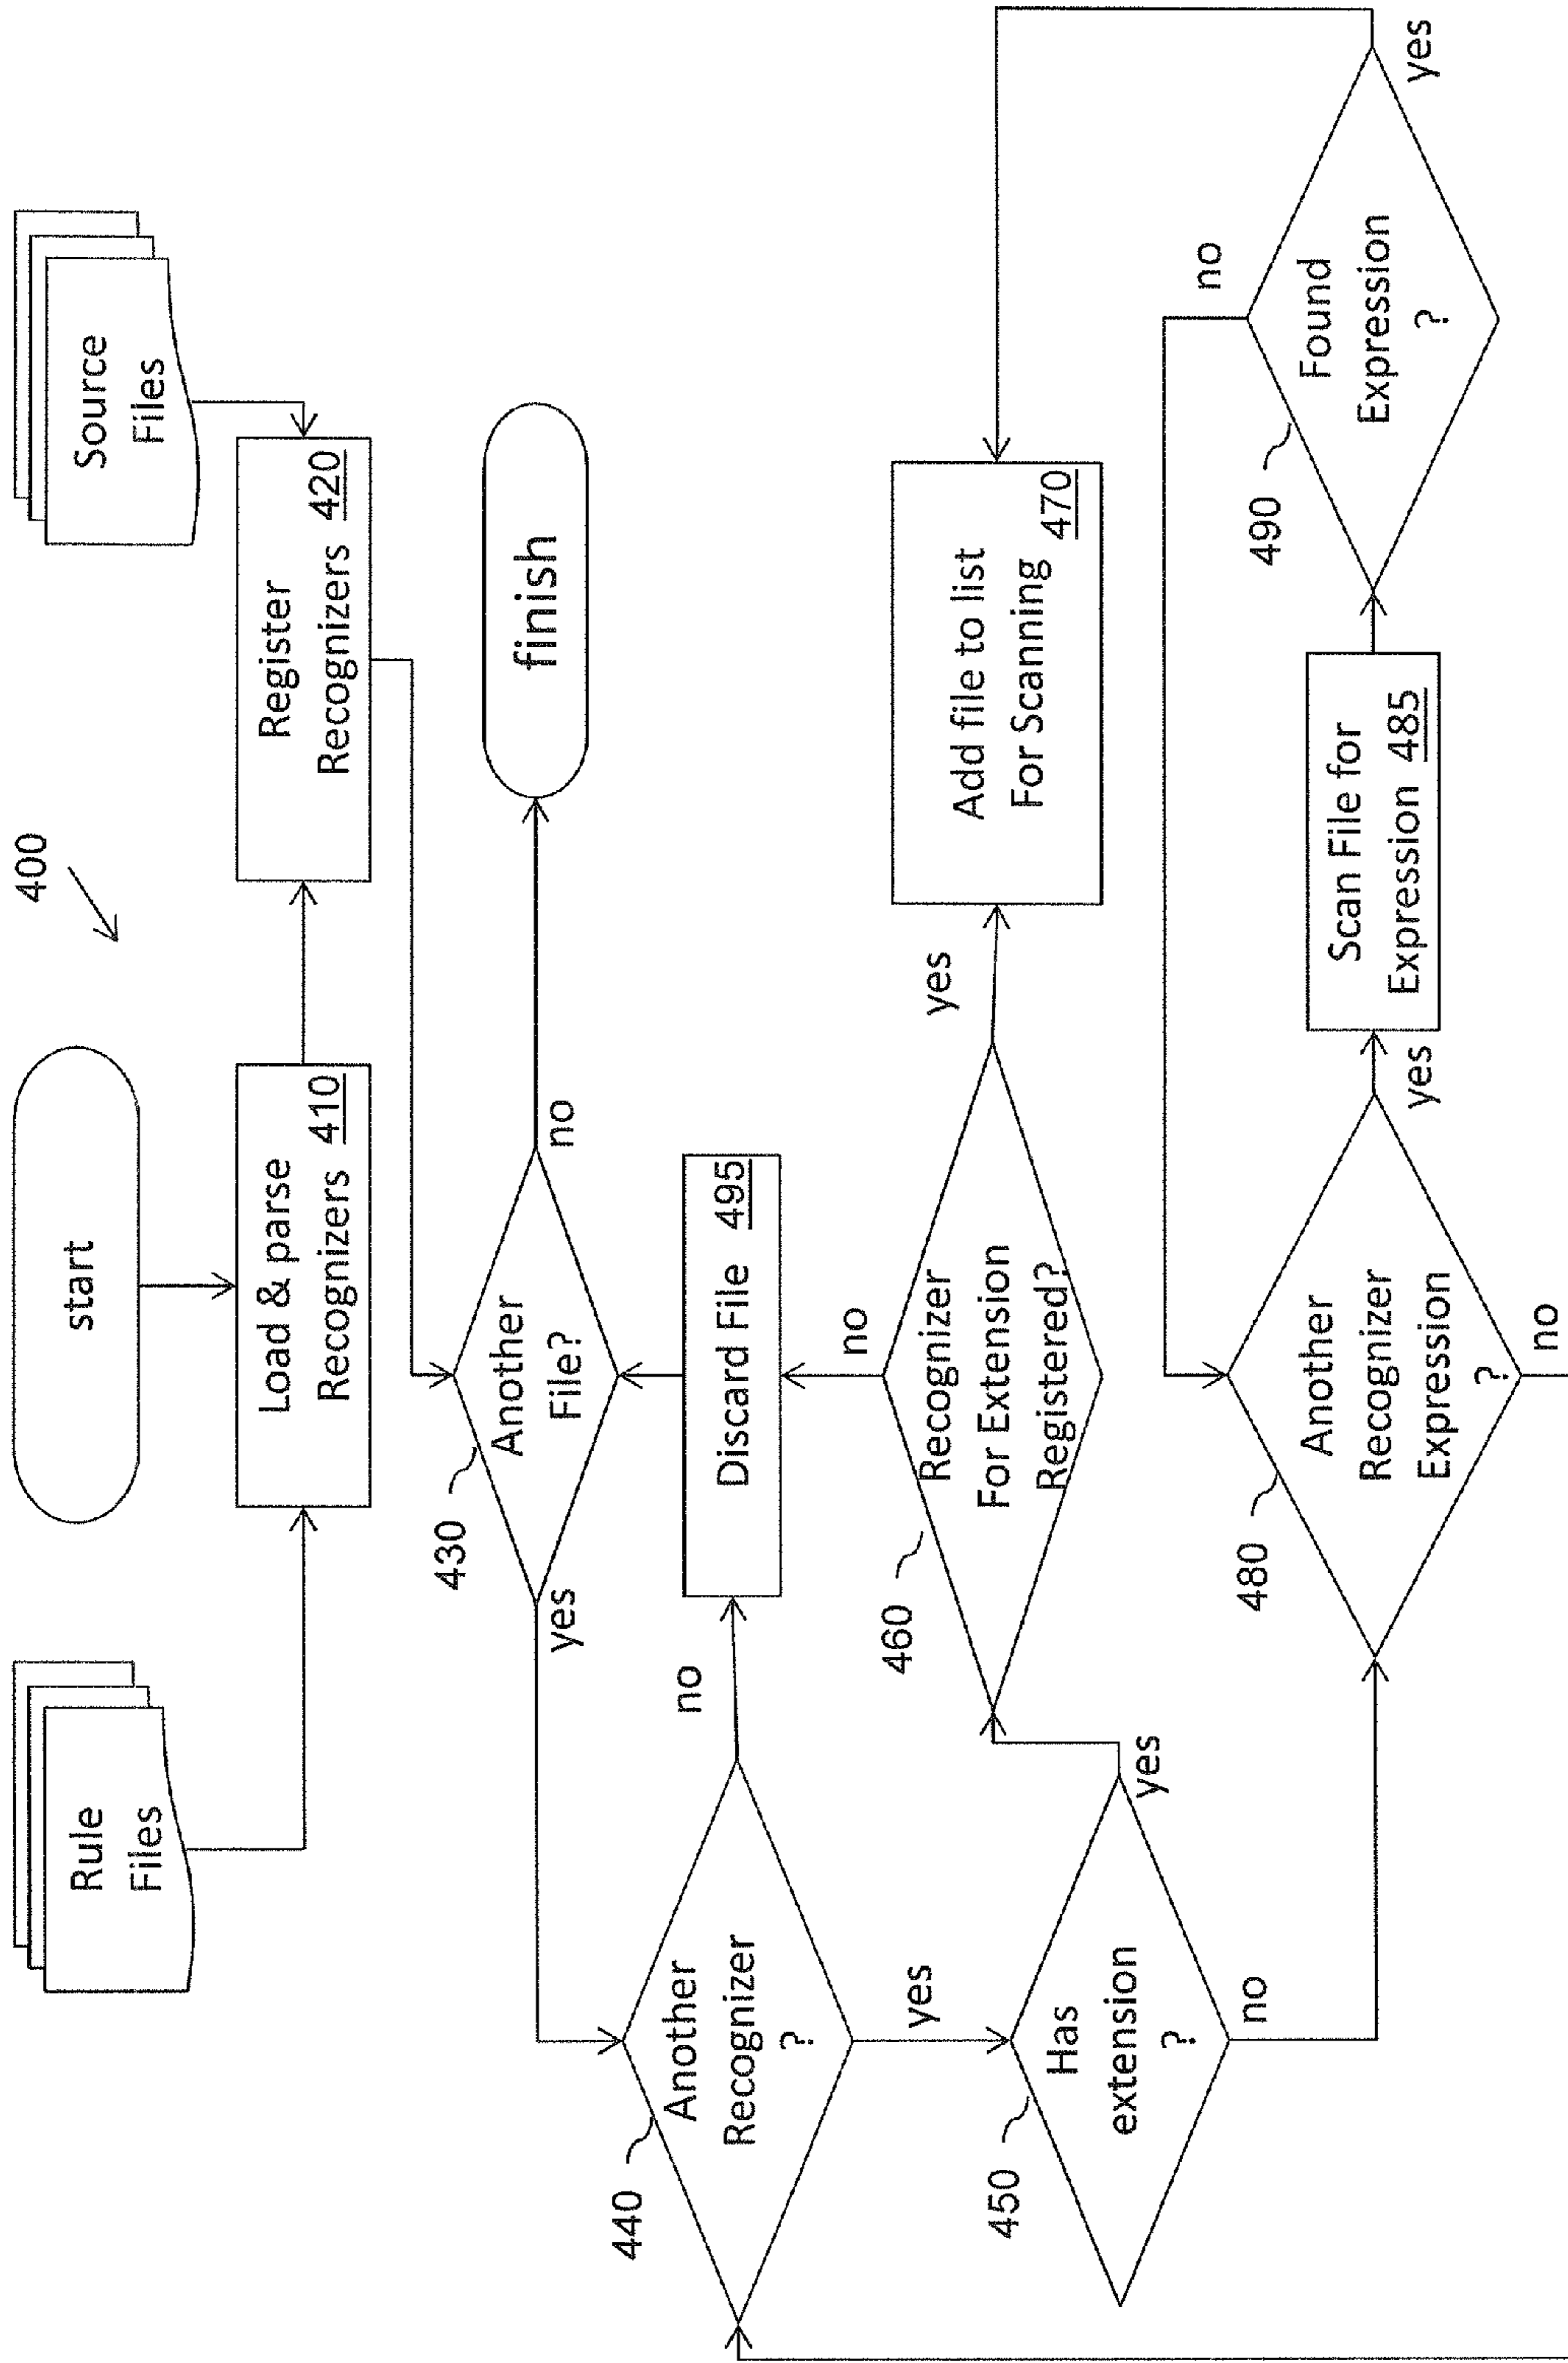 400
Rule
Files
start
Source
Files
Load & parse
Recognizers 410
Register
Recognizers 420
430
Another
File?
yes
no
finish
440
Another
Recognizer
?
no
yes
Discard File 495
450
Has
extension
?
yes
no
460
Recognizer
For Extension
Registered?
no
yes
Add file to list
For Scanning
470
480
Another
Recognizer
Expression
?
yes
no
Scan File for
Expression 485
490
Found
Expression
?
no
yes